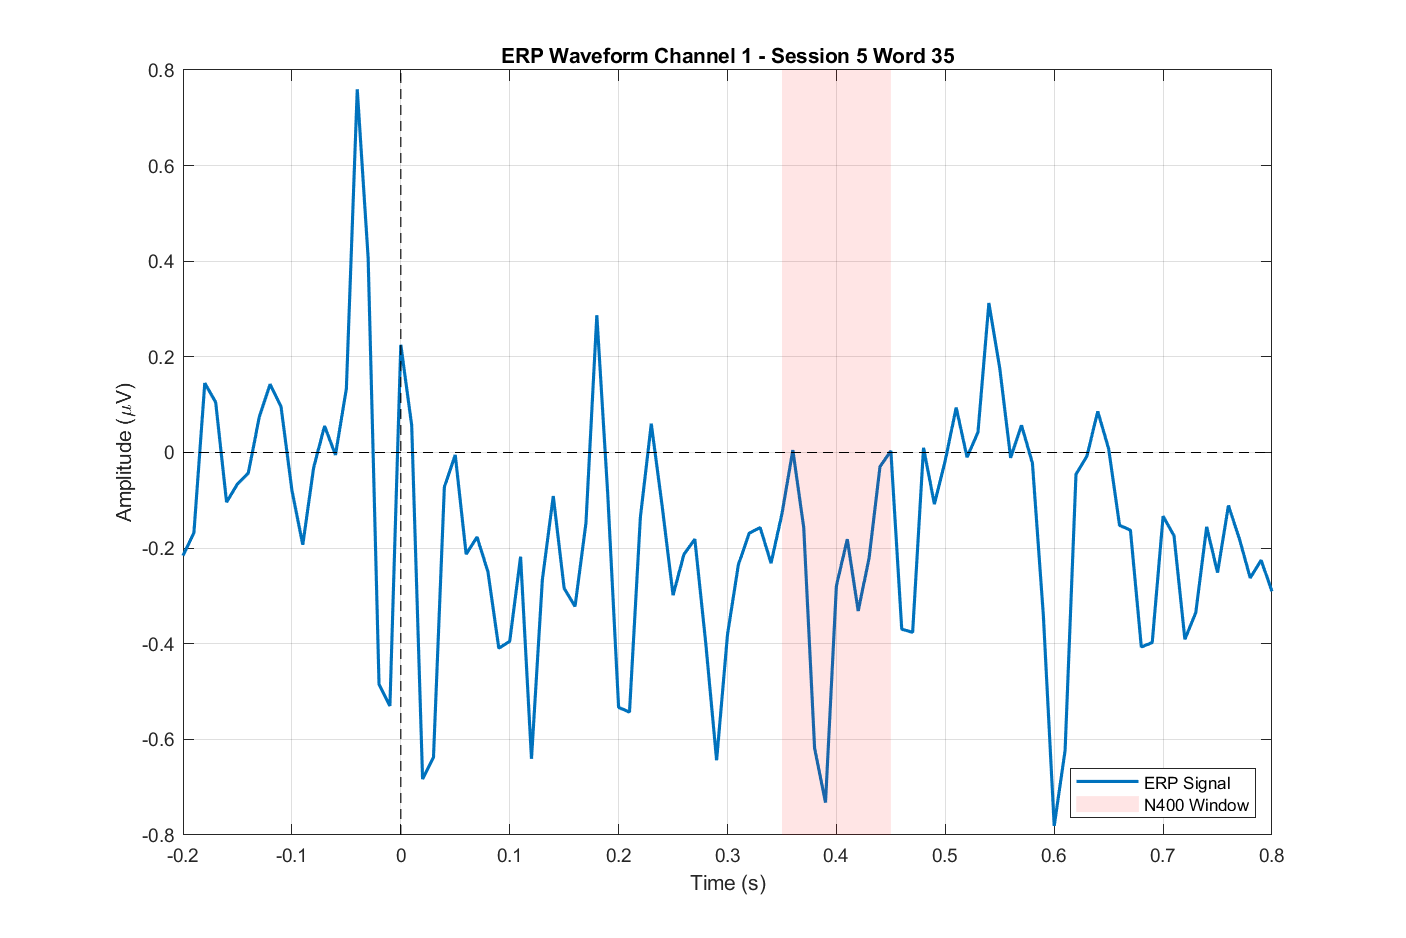 ERP Waveform Channel 1 - Session 5 Word 35
0.8
0.6
0.4
0.2
0
-0.2
-0.4
-0.6
-0.8
Amplitude (μV)
-0.2 -0.1 0 0.1 0.2 0.3 0.4 0.5 0.6 0.7 0.8
Time (s)
ERP Signal
N400 Window